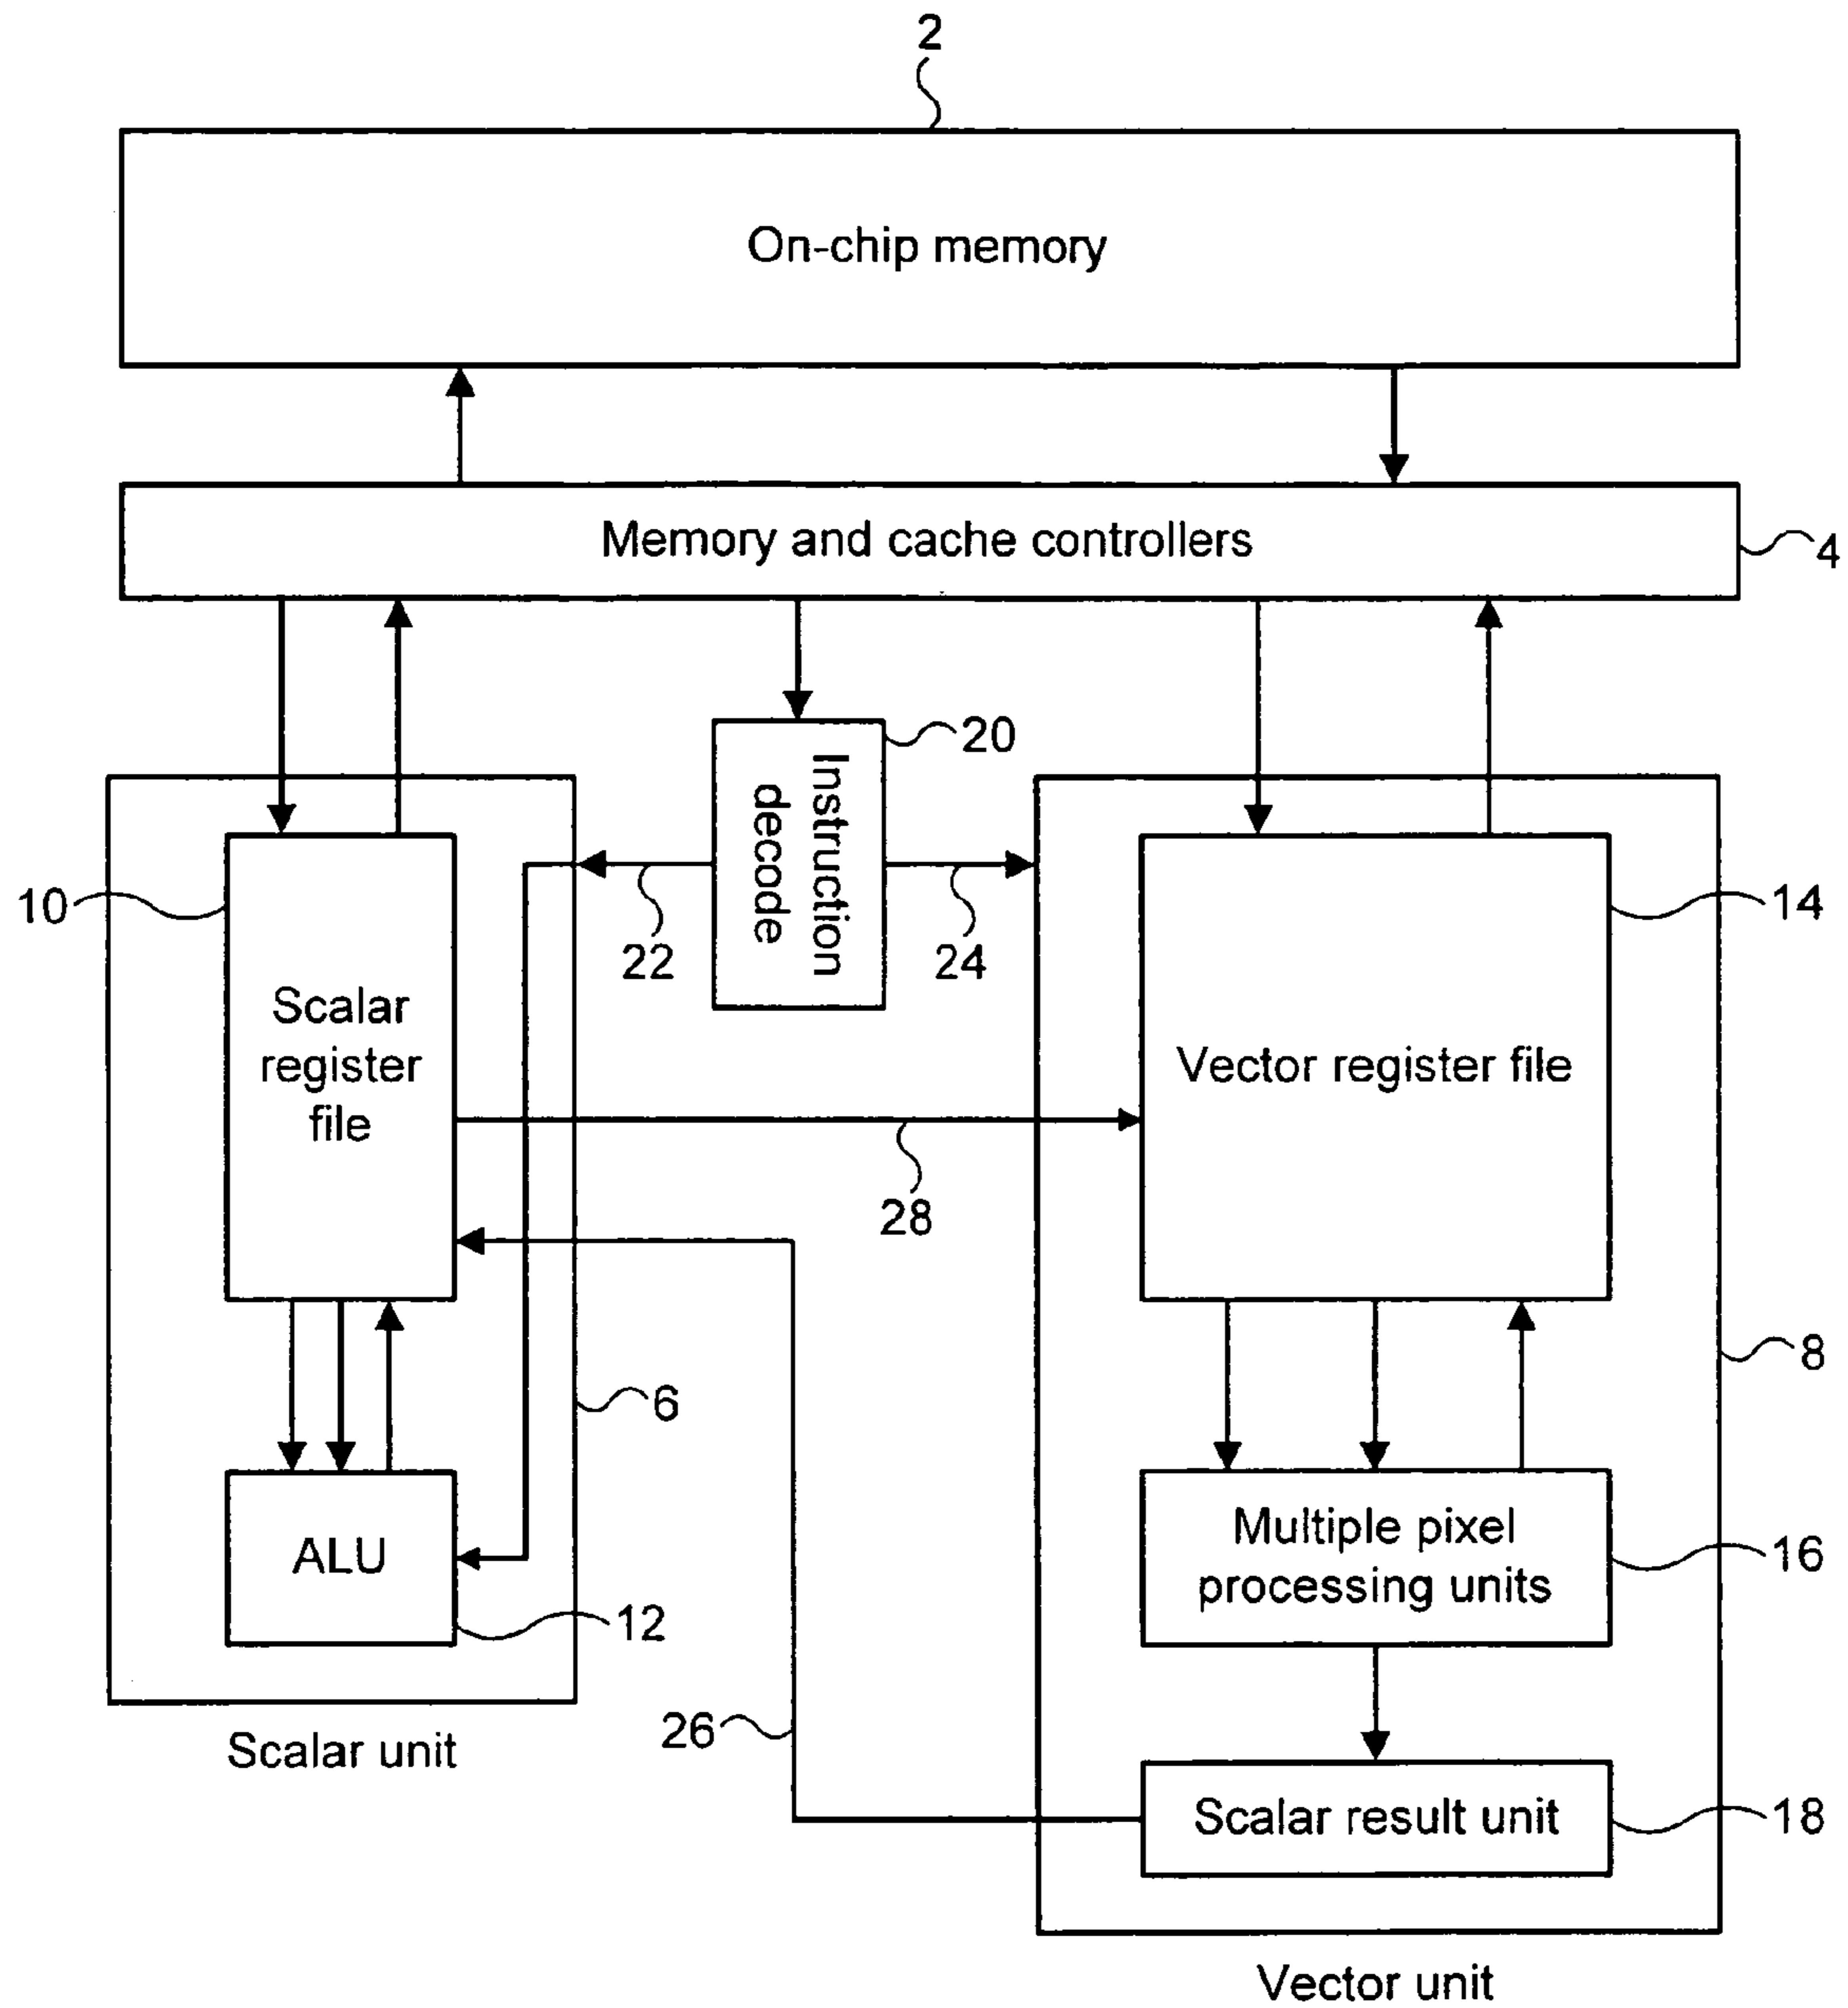 2
On-chip memory
Memory and cache controllers
4
20
Instruction
decode
10
22
24
14
Scalar
register
file
Vector register file
28
8
6
ALU
Multiple pixel
processing units
16
12
26
Scalar unit
Scalar result unit
18
Vector unit